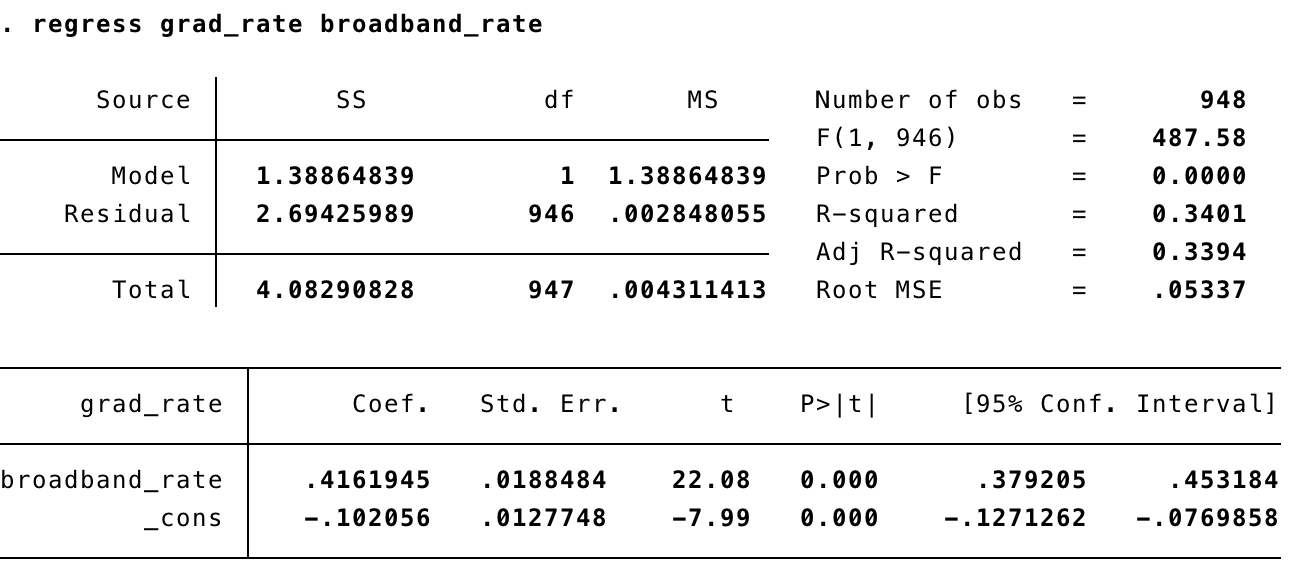 . regress grad_rate broadband_rate
Source SS df MS Number of obs = 948
F(1, 946) = 487.58
Model 1.38864839 1 1.38864839 Prob > F = 0.0000
Residual 2.69425989 946 .002848055 R-squared = 0.3401
Adj R-squared = 0.3394
Total 4.08290828 947 .004311413 Root MSE = .05337
grad_rate Coef. Std. Err. t P>|t| [95% Conf. Interval]
broadband_rate .4161945 .0188484 22.08 0.000 .379205 .453184
_cons -.102056 .0127748 -7.99 0.000 -.1271262 -.0769858